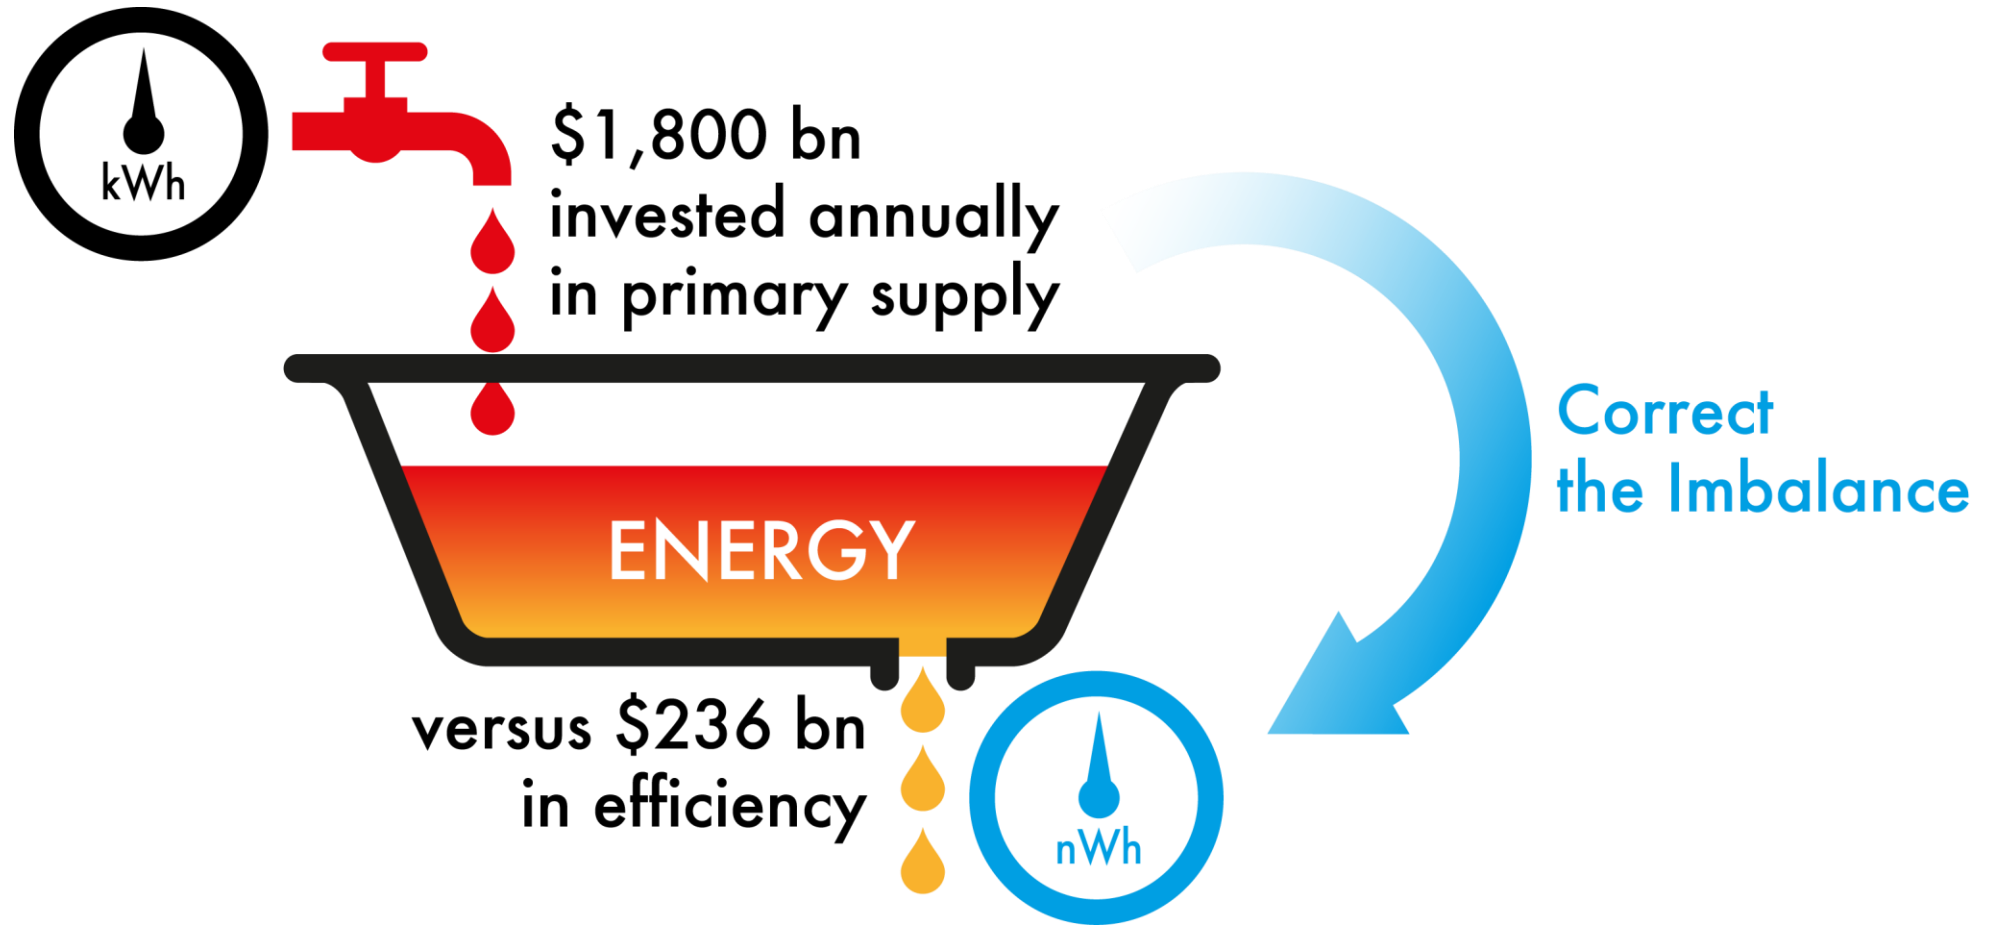 kWh
$1,800 bn
invested annually
in primary supply
Correct
the Imbalance
ENERGY
versus $236 bn
in efficiency
nWh